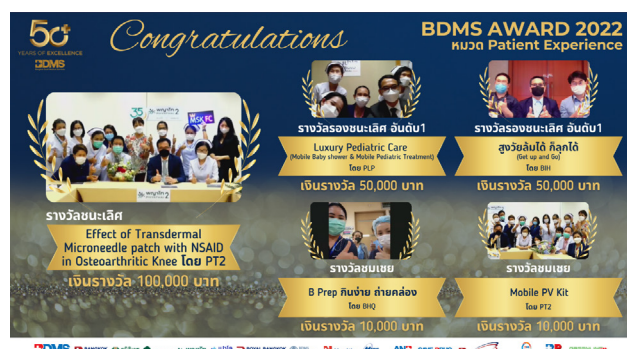 50+
YEARS OF EXCELLENCE
BDMS
Congratulations
BDMS AWARD 2022
หมวด Patient Experience
35
พญาไท 2
MSK FC
รางวัลชนะเลิศ
Effect of Transdermal
Microneedle patch with NSAID
in Osteoarthritic Knee โดย PT2
เงินรางวัล 100,000 บาท
รางวัลรองชนะเลิศ อันดับ1
Luxury Pediatric Care
(Mobile Baby shower & Mobile Pediatric Treatment)
โดย PLP
เงินรางวัล 50,000 บาท
รางวัลรองชนะเลิศ อันดับ1
สูงวัยล้มได้ ก็ลุกได้
(Get up and Go)
โดย BIH
เงินรางวัล 50,000 บาท
รางวัลชมเชย
B Prep กินง่าย ถ่ายคล่อง
โดย BHQ
เงินรางวัล 10,000 บาท
รางวัลชมเชย
Mobile PV Kit
โดย PT2
เงินรางวัล 10,000 บาท
BDMS